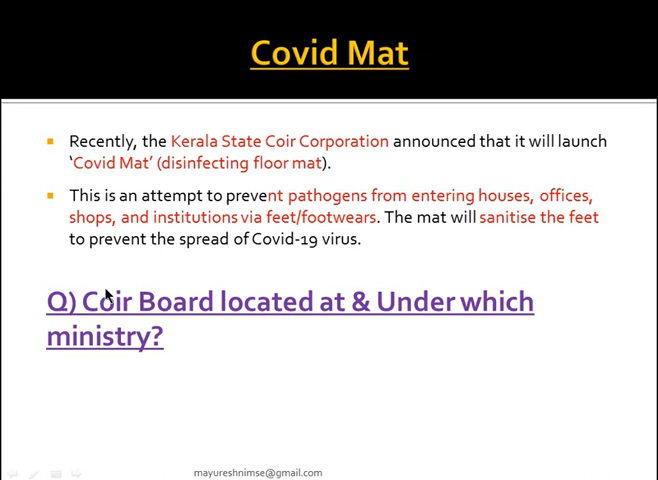 Covid Mat
Recently, the Kerala State Coir Corporation announced that it will launch
‘Covid Mat’ (disinfecting floor mat).
This is an attempt to prevent pathogens from entering houses, offices,
shops, and institutions via feet/footwears. The mat will sanitise the feet
to prevent the spread of Covid-19 virus.
Q) Coir Board located at & Under which
ministry?
mayureshnimse@gmail.com